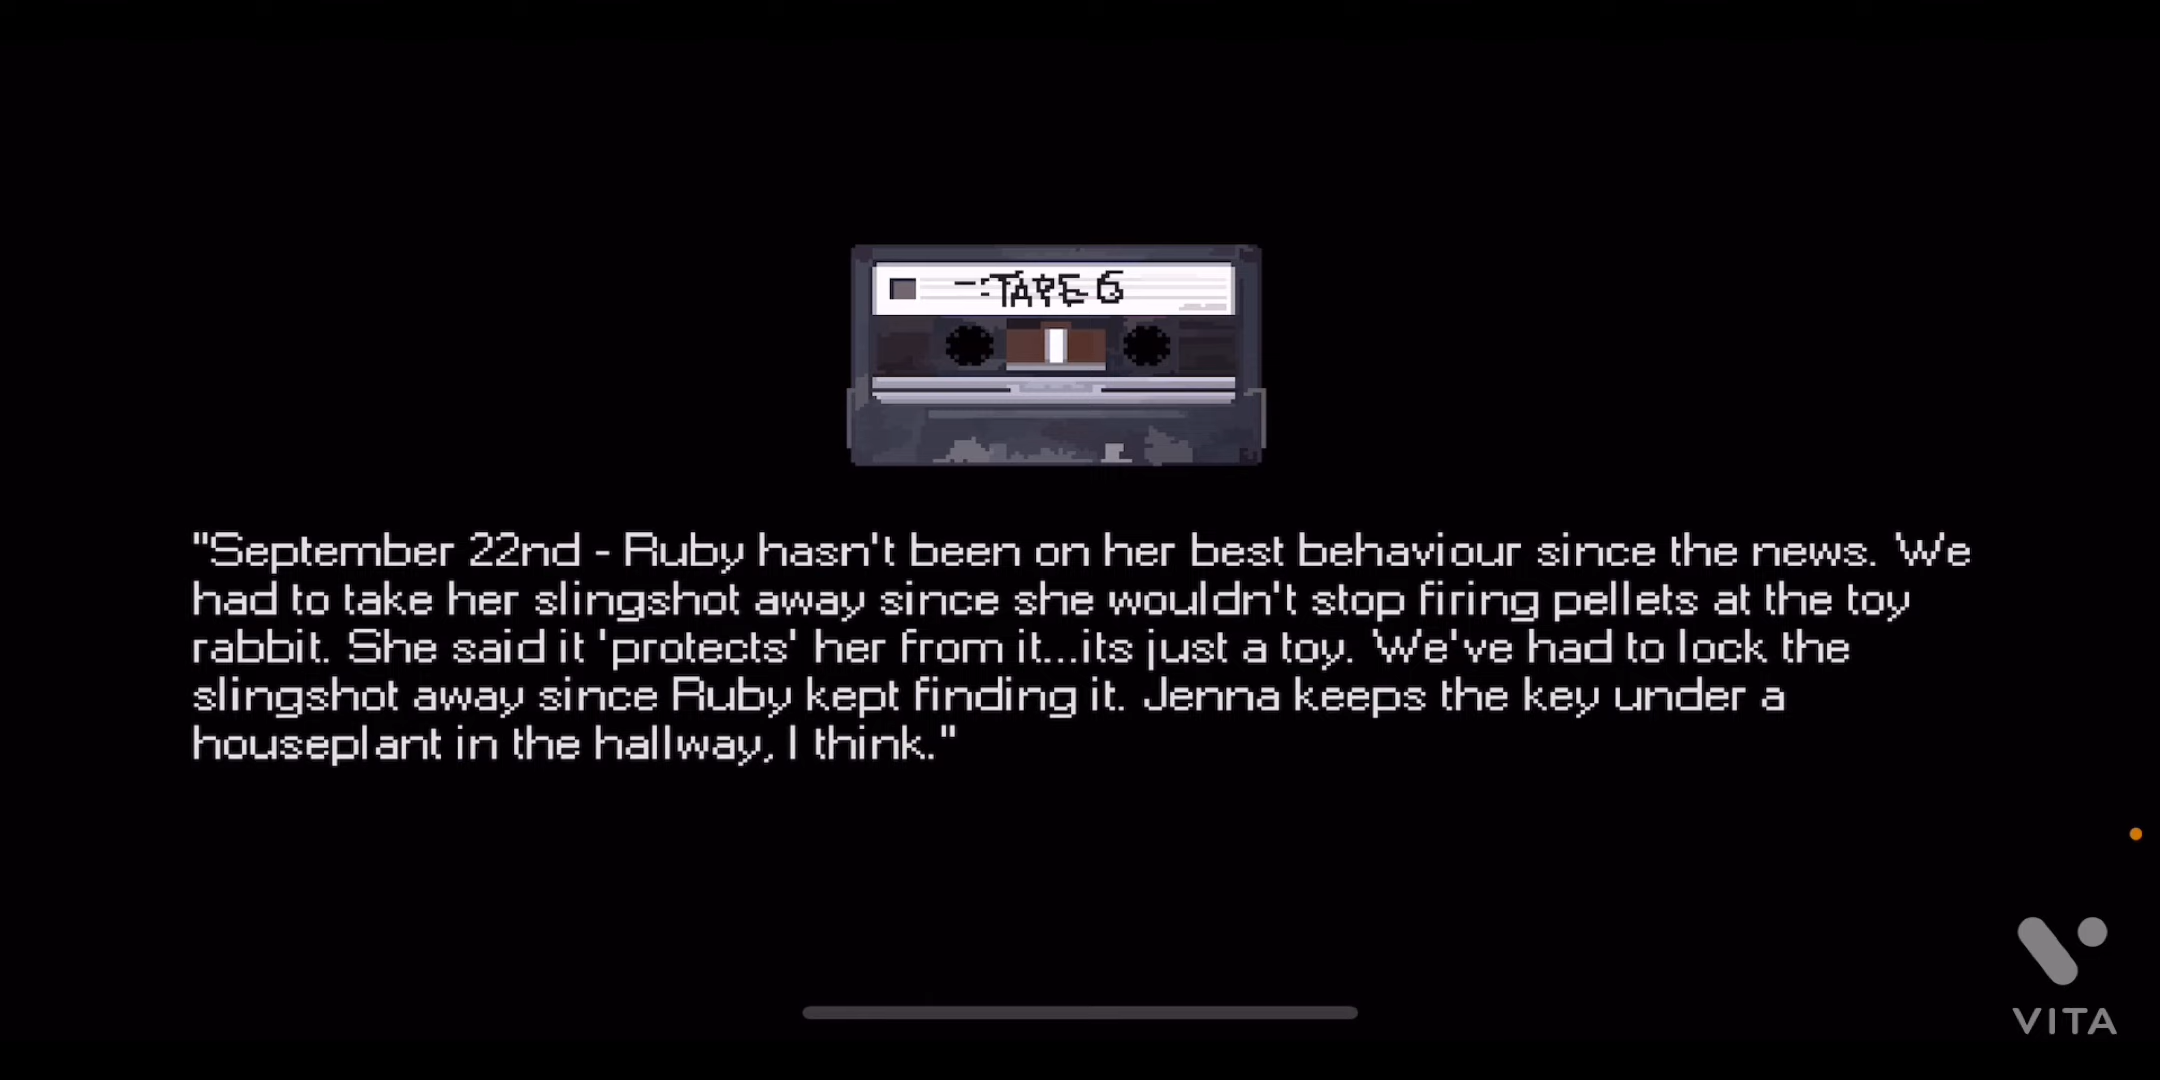 TAPE 6
"September 22nd - Ruby hasn't been on her best behaviour since the news. We
had to take her slingshot away since she wouldn't stop firing pellets at the toy
rabbit. She said it 'protects' her from it...its just a toy. We've had to lock the
slingshot away since Ruby kept finding it. Jenna keeps the key under a
houseplant in the hallway, I think."
VITA